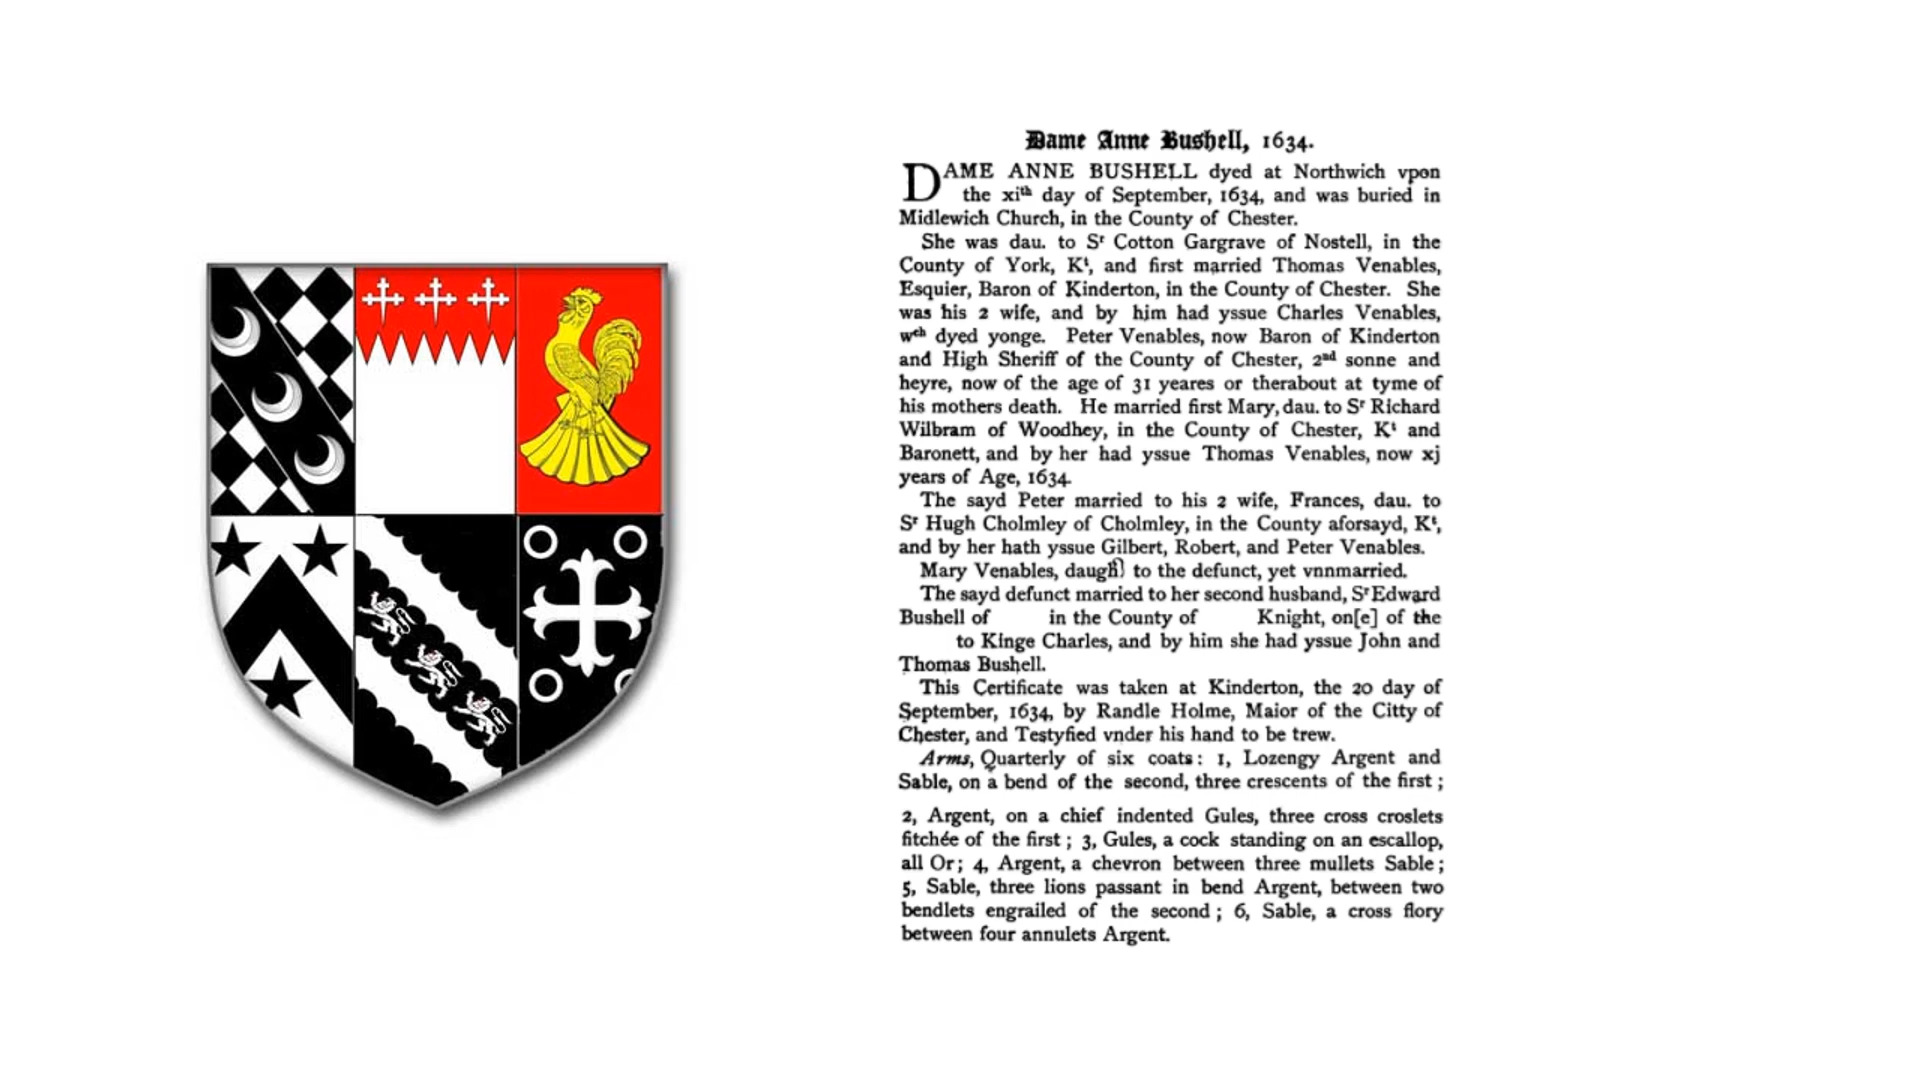 Dame Anne Bushell, 1634.
DAME ANNE BUSHELL dyed at Northwich vpon
the xith day of September, 1634, and was buried in
Midlewich Church, in the County of Chester.
She was dau. to Sr Cotton Gargrave of Nostell, in the
County of York, Kt, and first married Thomas Venables,
Esquier, Baron of Kinderton, in the County of Chester. She
was his 2 wife, and by him had yssue Charles Venables,
wch dyed yonge. Peter Venables, now Baron of Kinderton
and High Sheriff of the County of Chester, 2nd sonne and
heyre, now of the age of 31 yeares or therabout at tyme of
his mothers death. He married first Mary, dau. to Sr Richard
Wilbram of Woodhey, in the County of Chester, Kt and
Baronett, and by her had yssue Thomas Venables, now xj
years of Age, 1634.
The sayd Peter married to his 2 wife, Frances, dau. to
Sr Hugh Cholmley of Cholmley, in the County aforsayd, Kt,
and by her hath yssue Gilbert, Robert, and Peter Venables.
Mary Venables, daugh) to the defunct, yet vnnmarried.
The sayd defunct married to her second husband, Sr Edward
Bushell of in the County of Knight, on[e] of the
to Kinge Charles, and by him she had yssue John and
Thomas Bushell.
This Certificate was taken at Kinderton, the 20 day of
September, 1634, by Randle Holme, Maior of the Citty of
Chester, and Testyfied vnder his hand to be trew.
Arms, Quarterly of six coats: 1, Lozengy Argent and
Sable, on a bend of the second, three crescents of the first;
2, Argent, on a chief indented Gules, three cross croslets
fitchée of the first; 3, Gules, a cock standing on an escallop,
all Or; 4, Argent, a chevron between three mullets Sable;
5, Sable, three lions passant in bend Argent, between two
bendlets engrailed of the second; 6, Sable, a cross flory
between four annulets Argent.